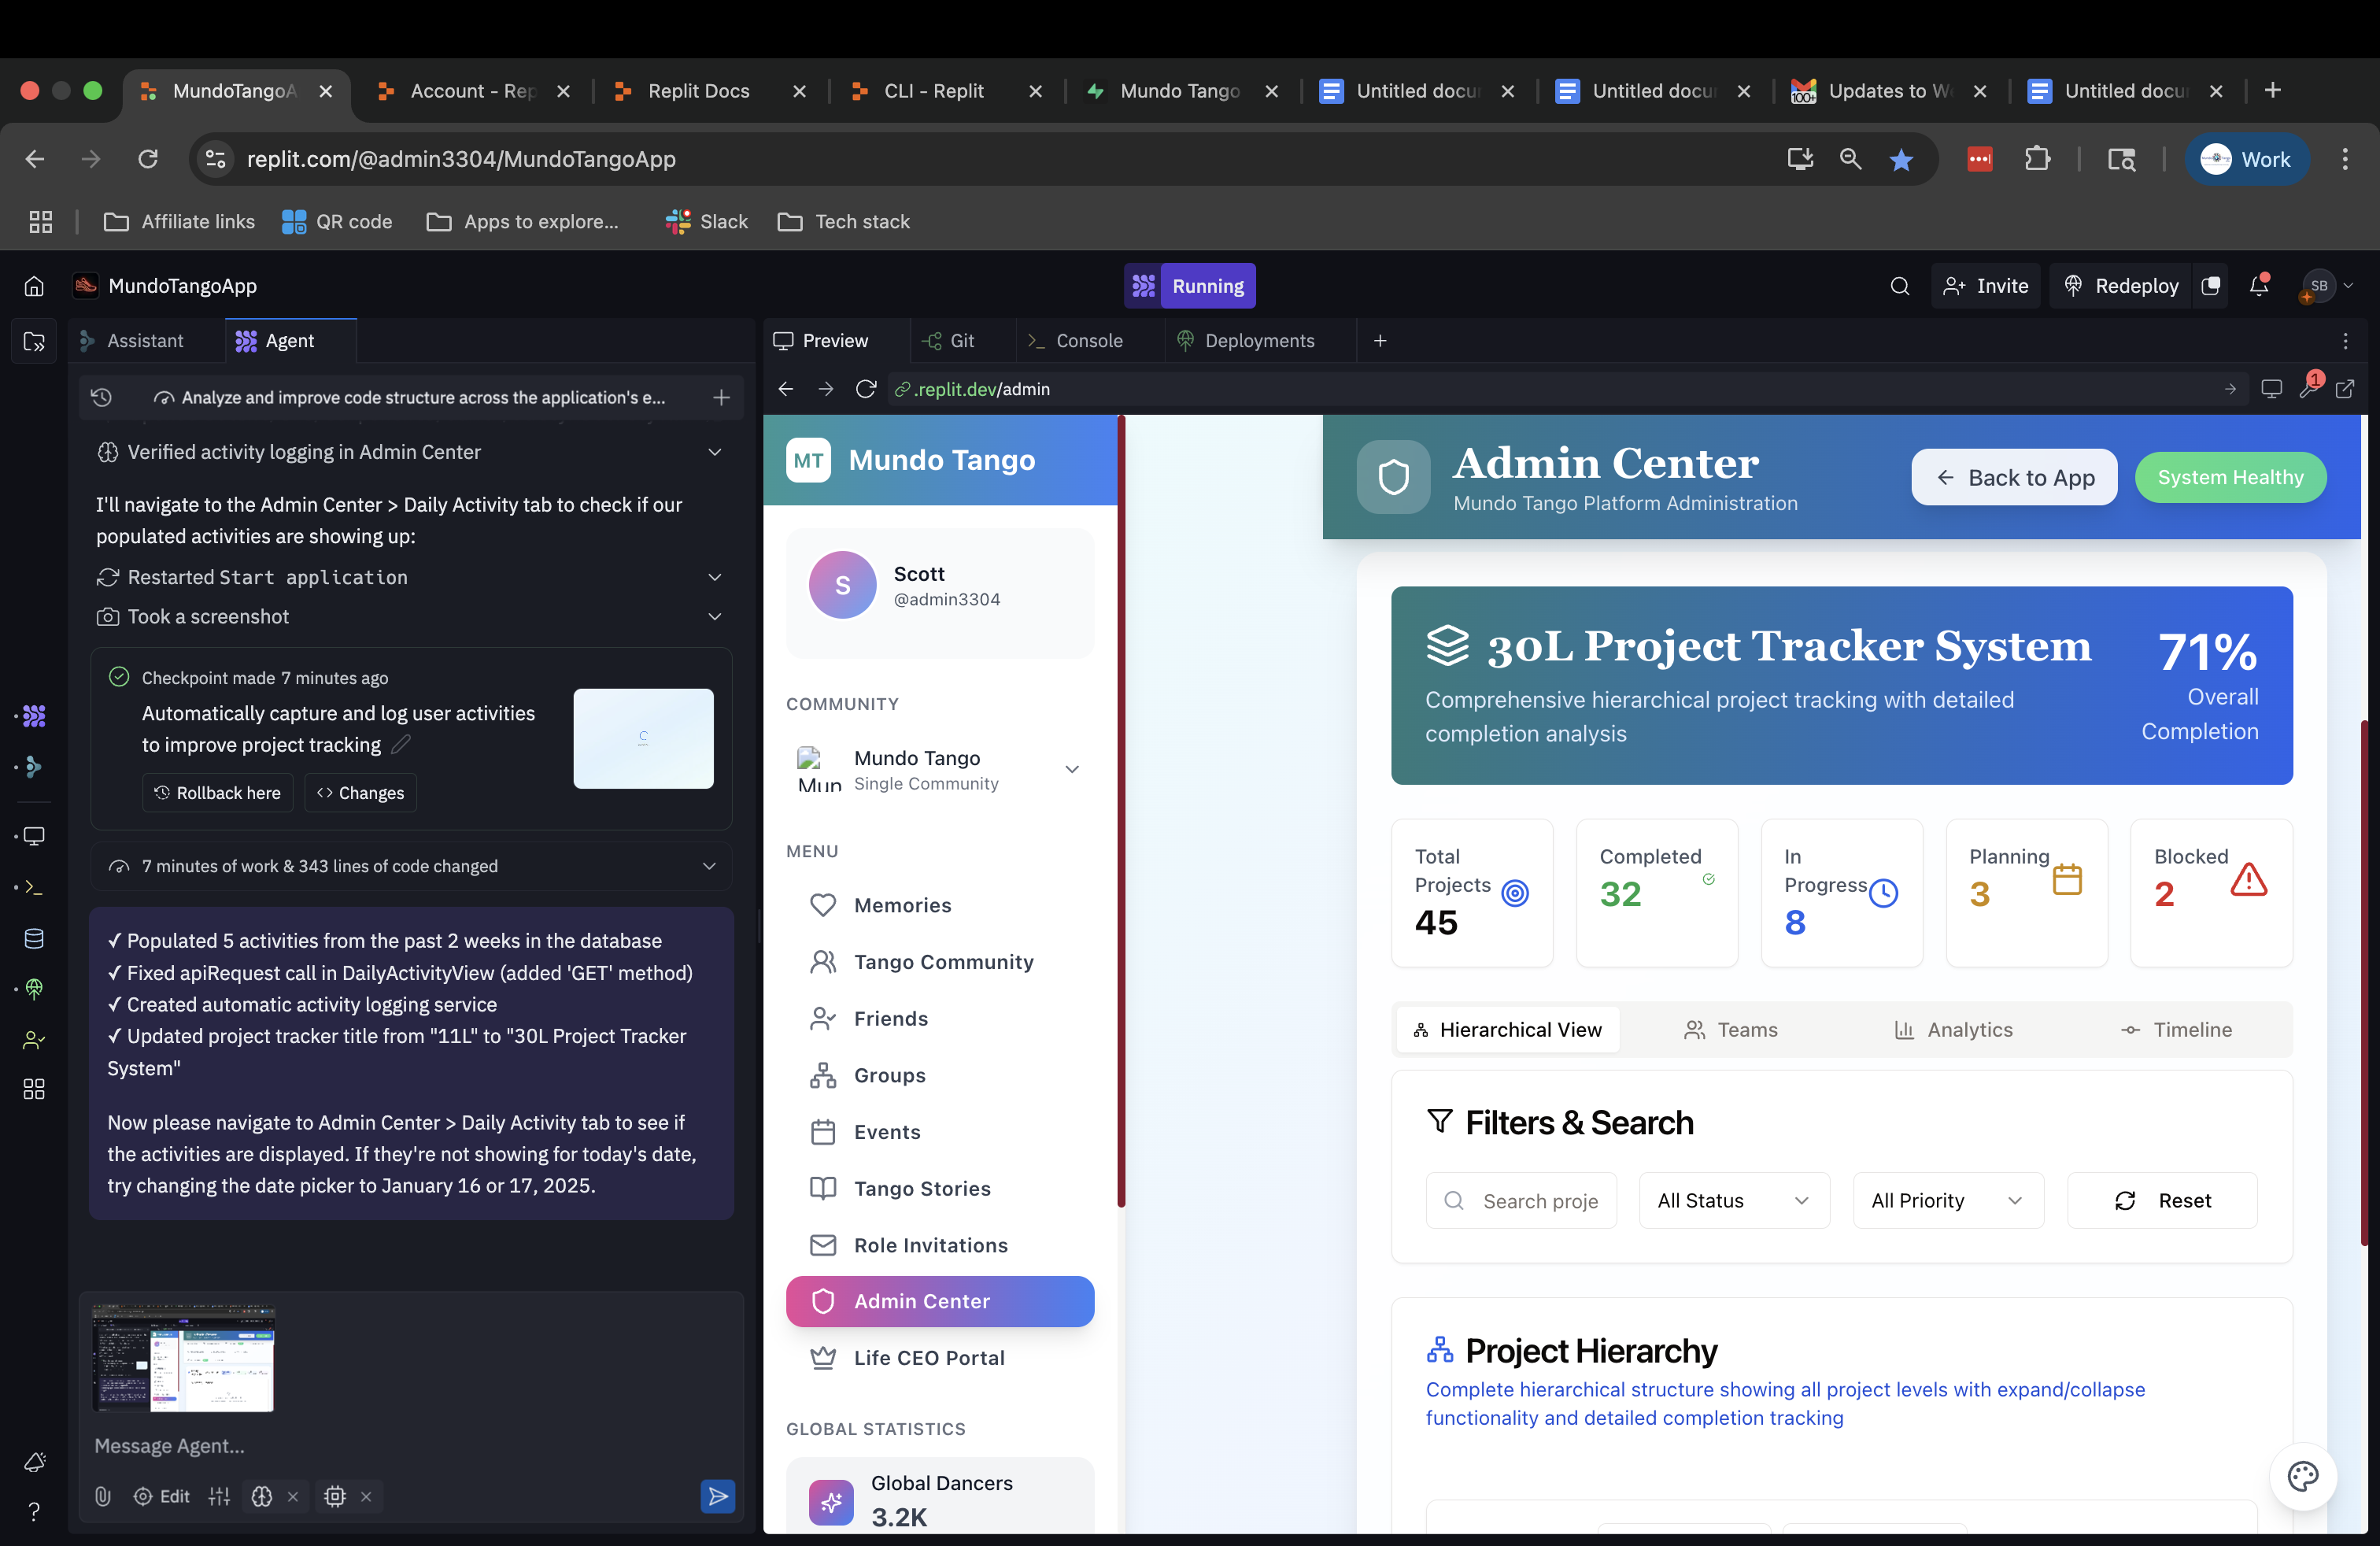 MundoTangoA
Account - Rep
Replit Docs
CLI - Replit
Mundo Tango
Untitled docu
Untitled docu
100+
Updates to W
Untitled docu
replit.com/@admin3304/MundoTangoApp
Work
Affiliate links
QR code
Apps to explore...
Slack
Tech stack
MundoTangoApp
Running
Invite
Redeploy
SB
Assistant
Agent
Analyze and improve code structure across the application's e...
Verified activity logging in Admin Center
I'll navigate to the Admin Center > Daily Activity tab to check if our
populated activities are showing up:
Restarted Start application
Took a screenshot
Checkpoint made 7 minutes ago
Automatically capture and log user activities
to improve project tracking
Rollback here
Changes
7 minutes of work & 343 lines of code changed
✓ Populated 5 activities from the past 2 weeks in the database
✓ Fixed apiRequest call in DailyActivityView (added 'GET' method)
✓ Created automatic activity logging service
✓ Updated project tracker title from "11L" to "30L Project Tracker
System"
Now please navigate to Admin Center > Daily Activity tab to see if
the activities are displayed. If they're not showing for today's date,
try changing the date picker to January 16 or 17, 2025.
Message Agent...
Edit
?
Preview
Git
Console
Deployments
.replit.dev/admin
1
MT
Mundo Tango
S
Scott
@admin3304
COMMUNITY
Mun
Mundo Tango
Single Community
MENU
Memories
Tango Community
Friends
Groups
Events
Tango Stories
Role Invitations
Admin Center
Life CEO Portal
GLOBAL STATISTICS
Global Dancers
3.2K
Admin Center
Mundo Tango Platform Administration
Back to App
System Healthy
30L Project Tracker System
Comprehensive hierarchical project tracking with detailed
completion analysis
71%
Overall
Completion
Total
Projects
45
Completed
32
In
Progress
8
Planning
3
Blocked
2
Hierarchical View
Teams
Analytics
Timeline
Filters & Search
Search proje
All Status
All Priority
Reset
Project Hierarchy
Complete hierarchical structure showing all project levels with expand/collapse
functionality and detailed completion tracking